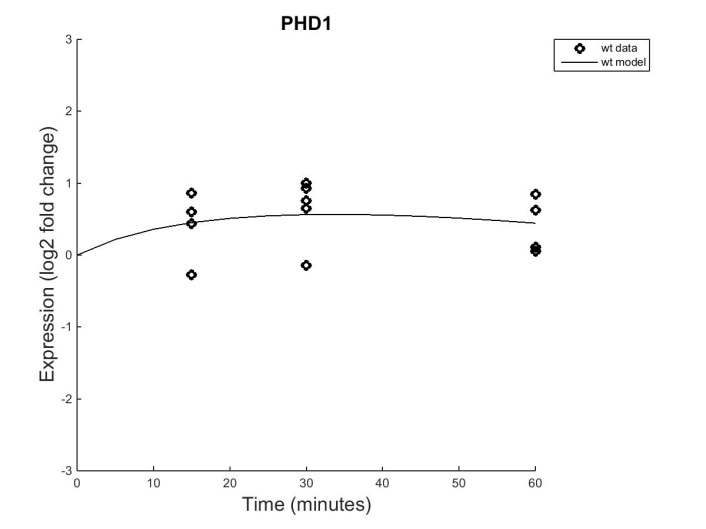 PHD1
wt data
wt model
3
2
1
0
-1
-2
-3
Expression (log2 fold change)
0 10 20 30 40 50 60
Time (minutes)